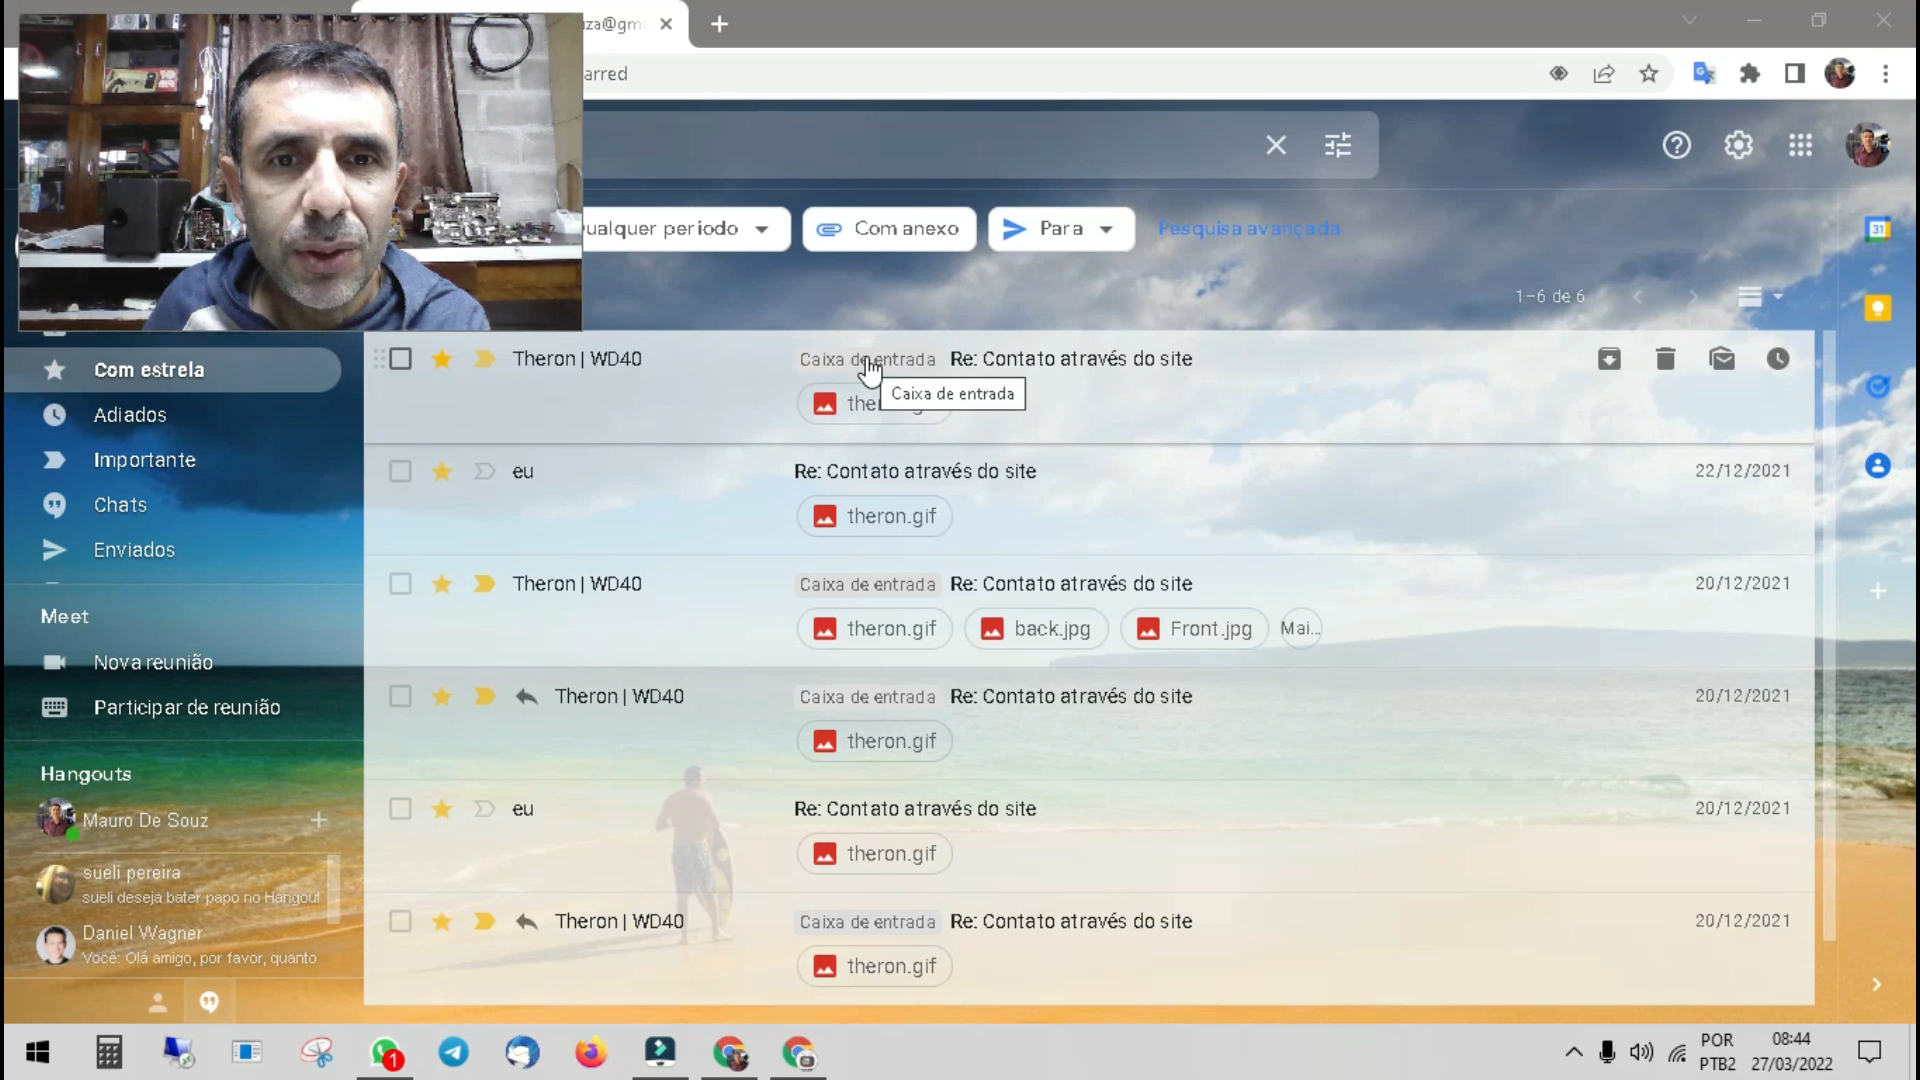 uza@gm
arred
ualquer período
Com anexo
Para
Pesquisa avançada
31
1–6 de 6
Com estrela
Adiados
Importante
Chats
Enviados
Meet
Nova reunião
Participar de reunião
Hangouts
Mauro De Souz
sueli pereira
sueli deseja bater papo no Hangout
Daniel Wagner
Você: Olá amigo, por favor, quanto
Theron | WD40 Caixa de entrada Re: Contato através do site
Caixa de entrada
eu Re: Contato através do site 22/12/2021
theron.gif
Theron | WD40 Caixa de entrada Re: Contato através do site 20/12/2021
theron.gif back.jpg Front.jpg Mai...
Theron | WD40 Caixa de entrada Re: Contato através do site 20/12/2021
theron.gif
eu Re: Contato através do site 20/12/2021
theron.gif
Theron | WD40 Caixa de entrada Re: Contato através do site 20/12/2021
theron.gif
1
POR
PTB2
08:44
27/03/2022